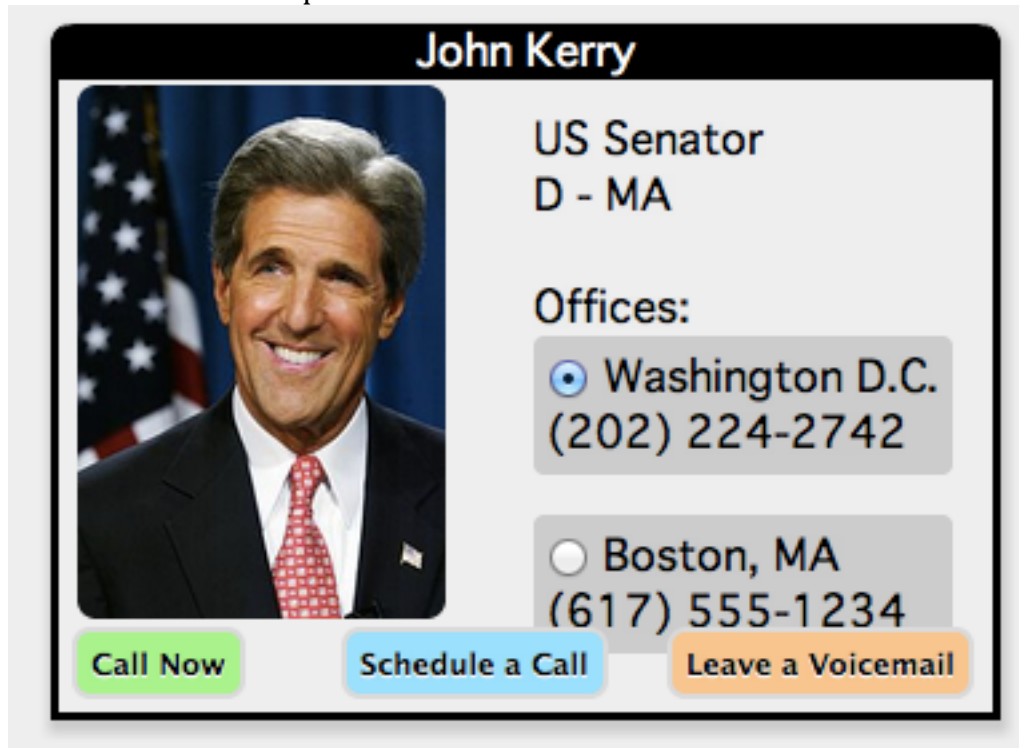 John Kerry
US Senator
D - MA
Offices:
Washington D.C.
(202) 224-2742
Boston, MA
(617) 555-1234
Call Now
Schedule a Call
Leave a Voicemail